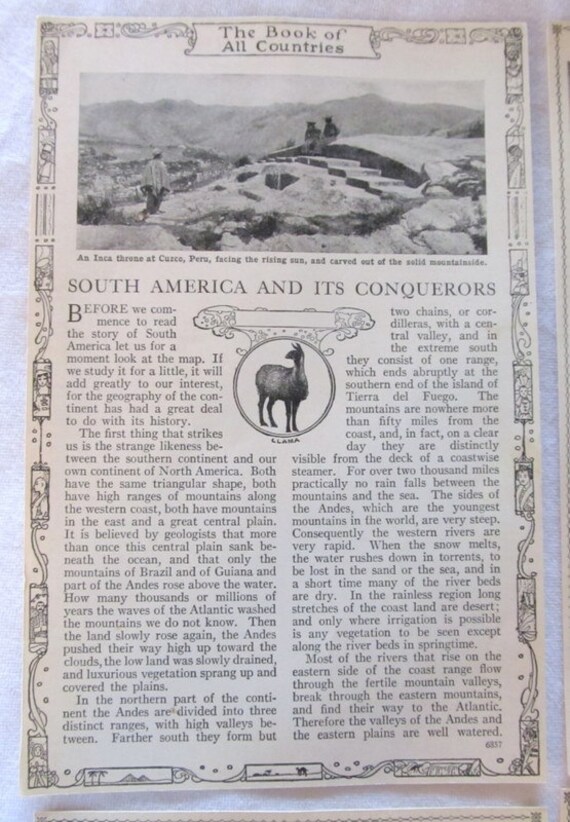 The Book of
All Countries
An Inca throne at Cuzco, Peru, facing the rising sun, and carved out of the solid mountainside.
SOUTH AMERICA AND ITS CONQUERORS
BEFORE we com-
mence to read
the story of South
America let us for a
moment look at the map. If
we study it for a little, it will
add greatly to our interest,
for the geography of the con-
tinent has had a great deal
to do with its history.
The first thing that strikes
us is the strange likeness be-
tween the southern continent and our
own continent of North America. Both
have the same triangular shape, both
have high ranges of mountains along
the western coast, both have mountains
in the east and a great central plain.
It is believed by geologists that more
than once this central plain sank be-
neath the ocean, and that only the
mountains of Brazil and of Guiana and
part of the Andes rose above the water.
How many thousands or millions of
years the waves of the Atlantic washed
the mountains we do not know. Then
the land slowly rose again, the Andes
pushed their way high up toward the
clouds, the low land was slowly drained,
and luxurious vegetation sprang up and
covered the plains.
In the northern part of the conti-
nent the Andes are divided into three
distinct ranges, with high valleys be-
tween. Farther south they form but
LLAMA
two chains, or cor-
dilleras, with a cen-
tral valley, and in
the extreme south
they consist of one range,
which ends abruptly at the
southern end of the island of
Tierra del Fuego. The
mountains are nowhere more
than fifty miles from the
coast, and, in fact, on a clear
day they are distinctly
visible from the deck of a coastwise
steamer. For over two thousand miles
practically no rain falls between the
mountains and the sea. The sides of
the Andes, which are the youngest
mountains in the world, are very steep.
Consequently the western rivers are
very rapid. When the snow melts,
the water rushes down in torrents, to
be lost in the sand or the sea, and in
a short time many of the river beds
are dry. In the rainless region long
stretches of the coast land are desert;
and only where irrigation is possible
is any vegetation to be seen except
along the river beds in springtime.
Most of the rivers that rise on the
eastern side of the coast range flow
through the fertile mountain valleys,
break through the eastern mountains,
and find their way to the Atlantic.
Therefore the valleys of the Andes and
the eastern plains are well watered.
6357